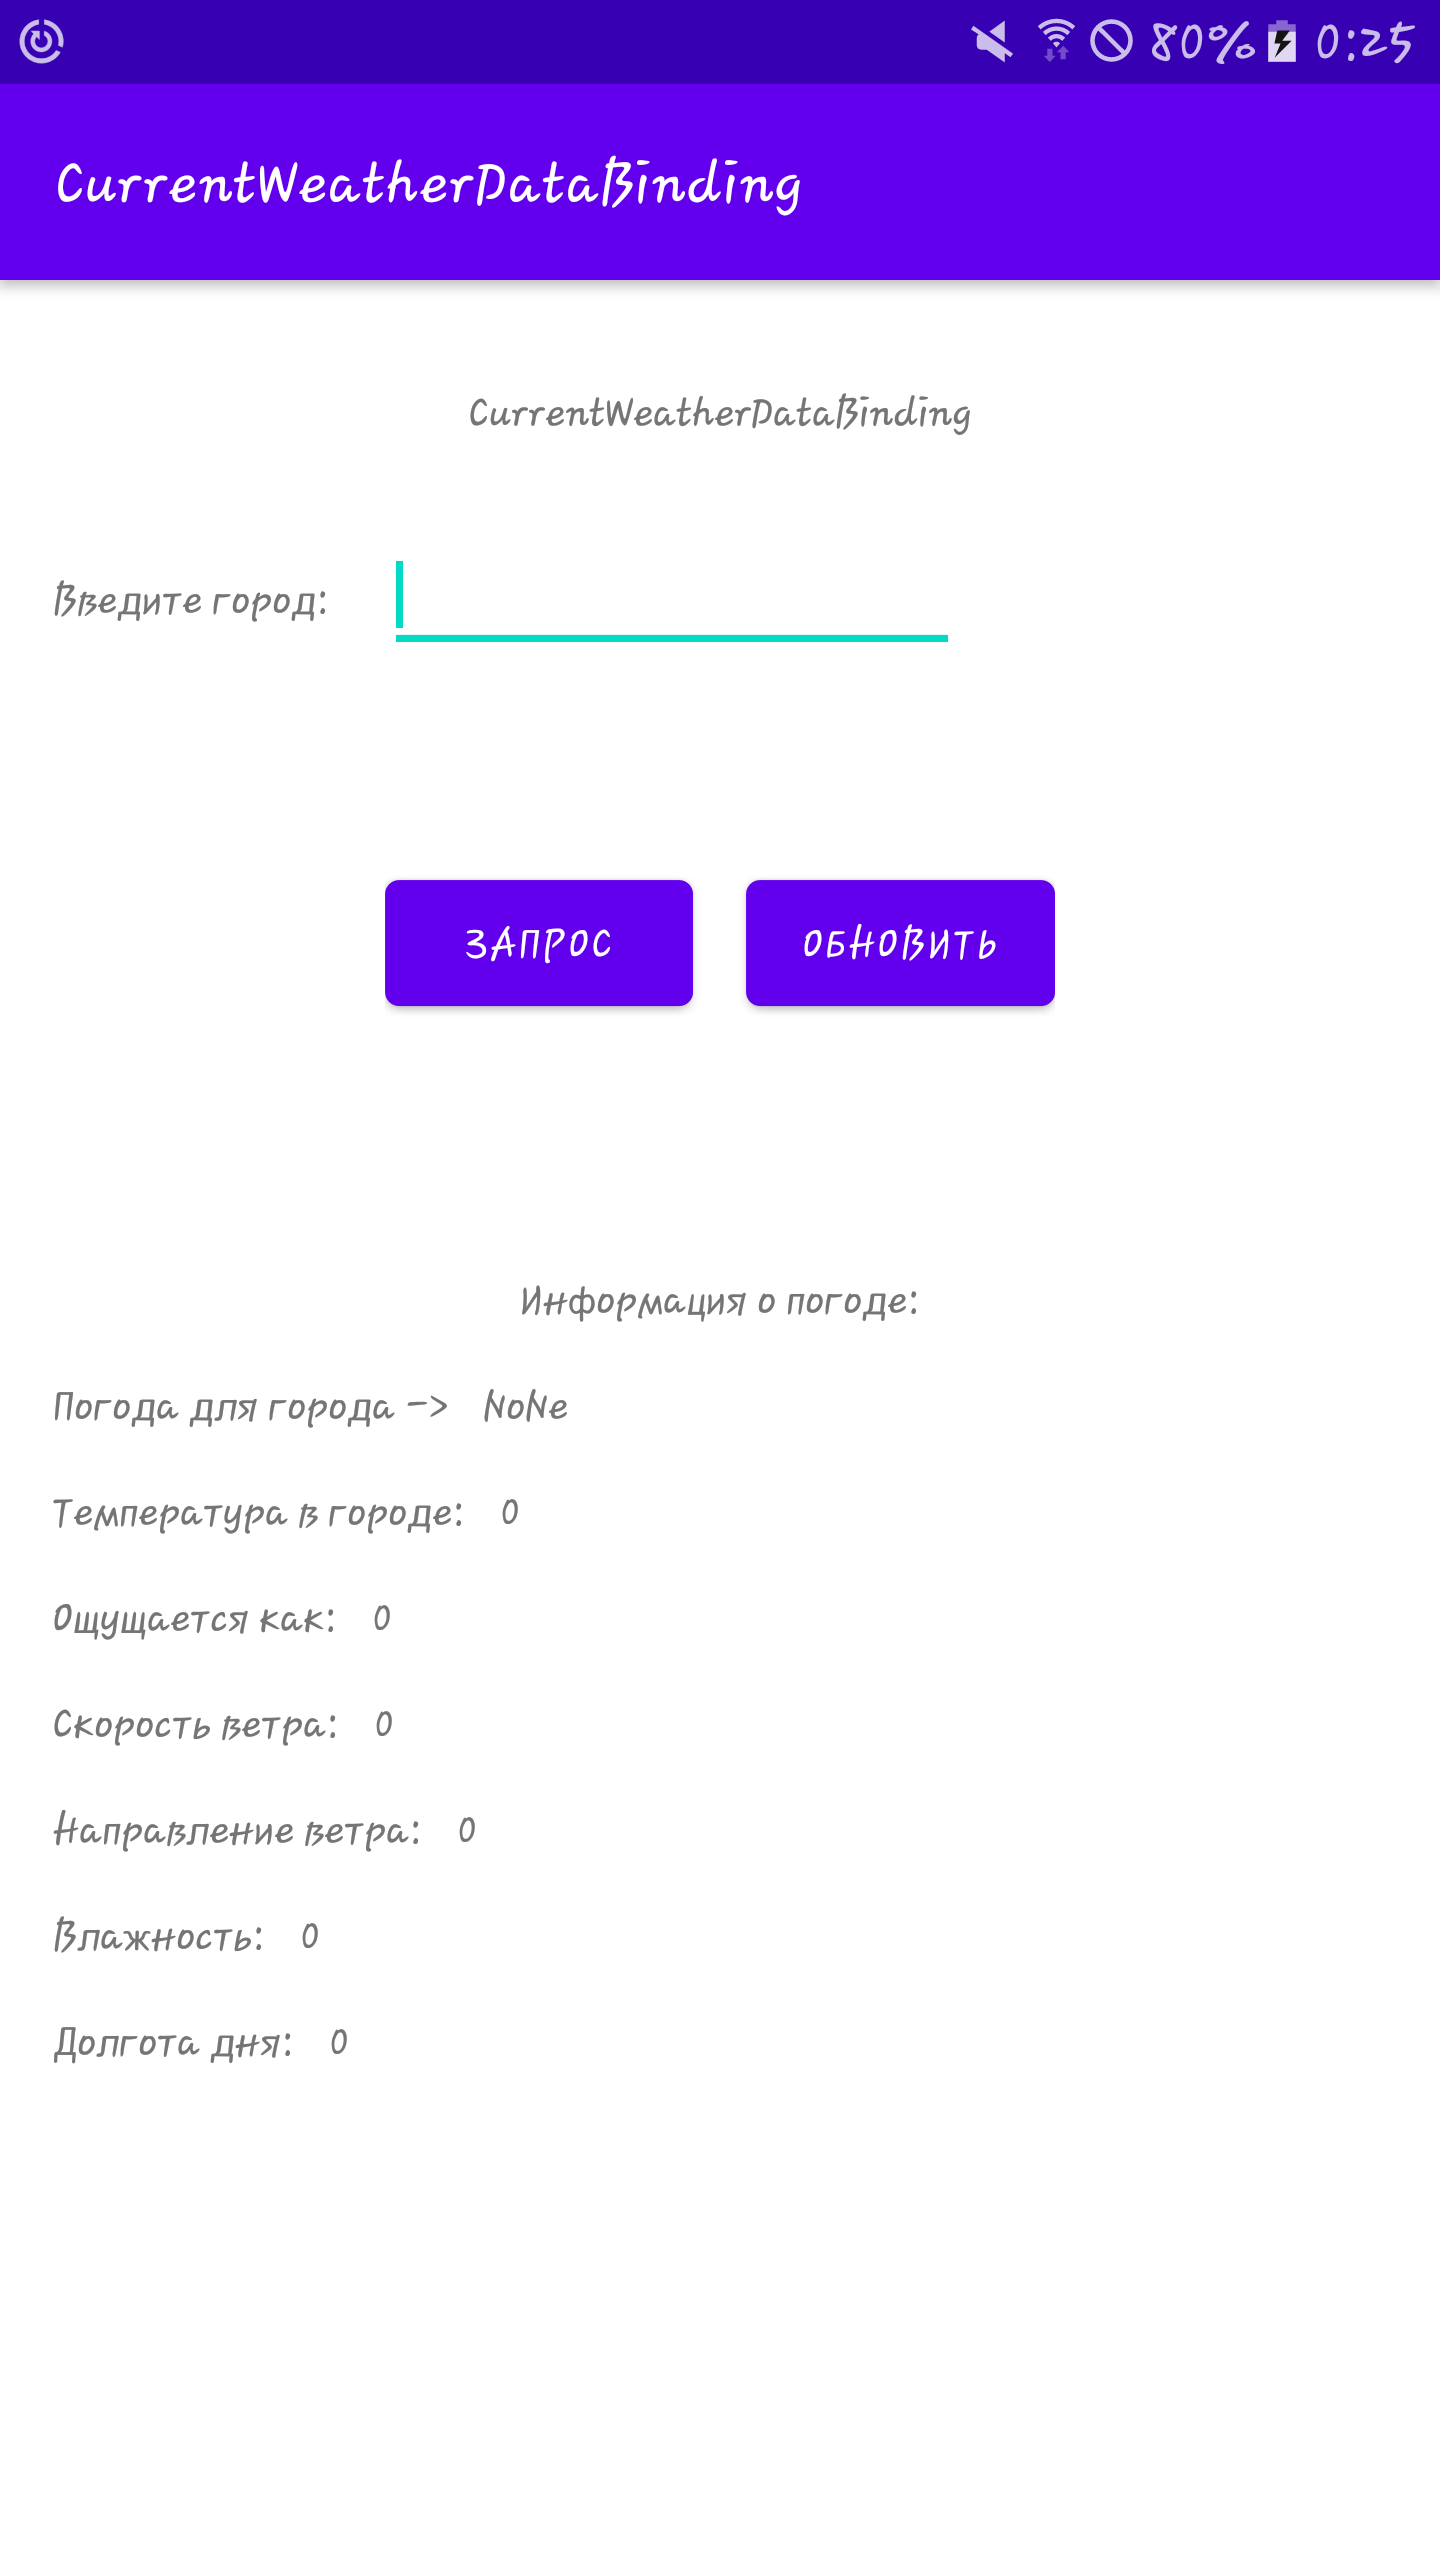 80% 0:25
CurrentWeatherDataBinding
CurrentWeatherDataBinding
Введите город:
ЗАПРОС ОБНОВИТЬ
Информация о погоде:
Погода для города -> NoNe
Температура в городе: 0
Ощущается как: 0
Скорость ветра: 0
Направление ветра: 0
Влажность: 0
Долгота дня: 0